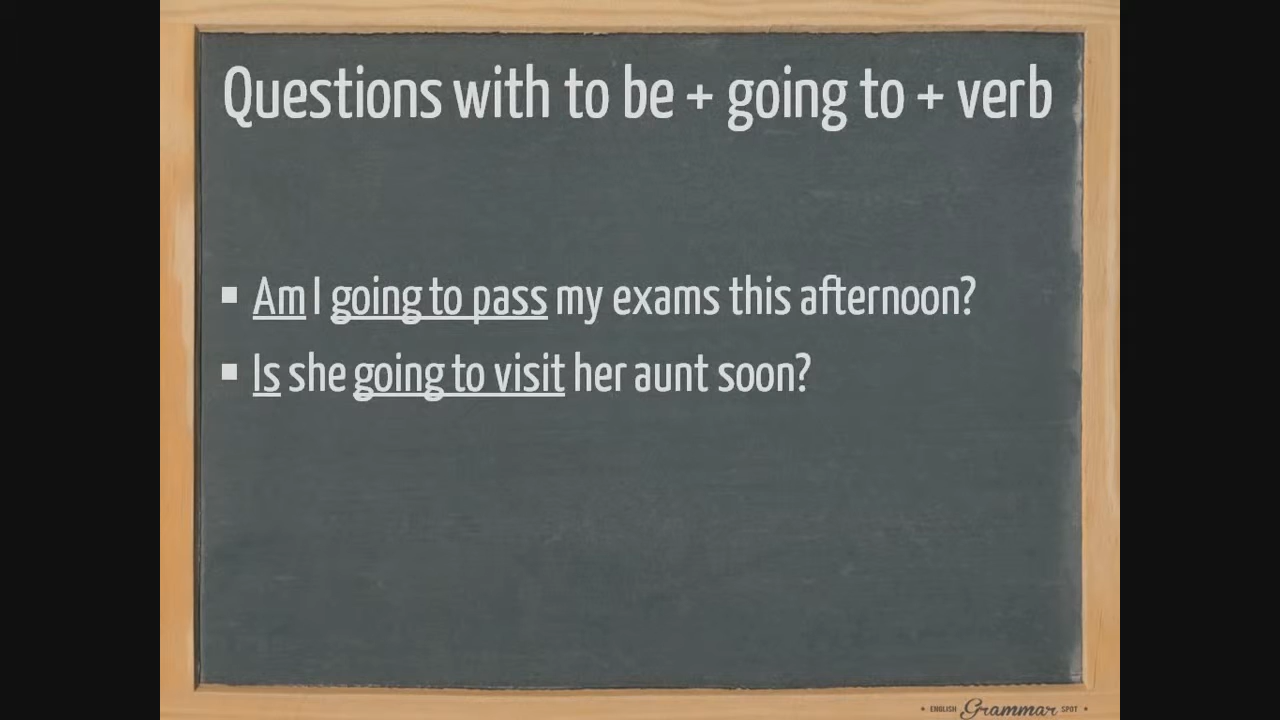 Questions with to be + going to + verb
▪ Am I going to pass my exams this afternoon?
▪ Is she going to visit her aunt soon?
• ENGLISH Grammar SPOT •